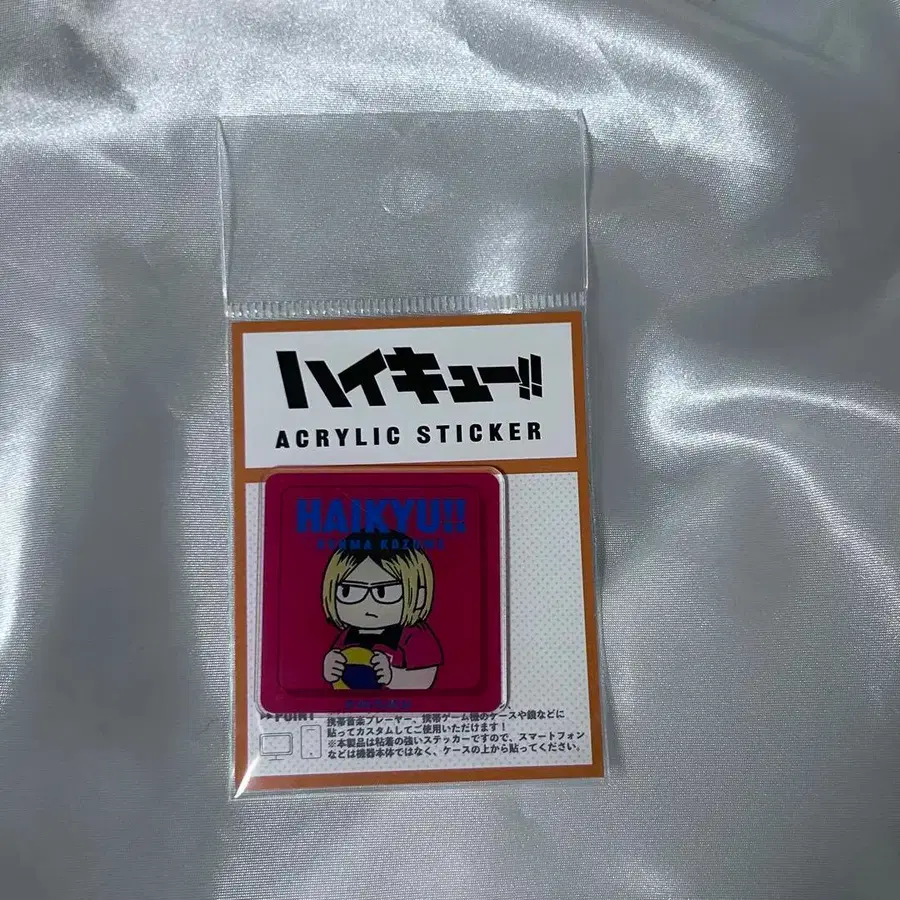 ハイキュー!!
ACRYLIC STICKER
HAIKYU!!
KENMA KOZUME
POINT
携帯音楽プレーヤー、携帯ゲーム機のケースや鏡などに
貼ってカスタムしてご使用いただけます！
※本製品は粘着の強いステッカーですので、スマートフォン
などは機器本体ではなく、ケースの上から貼ってください。